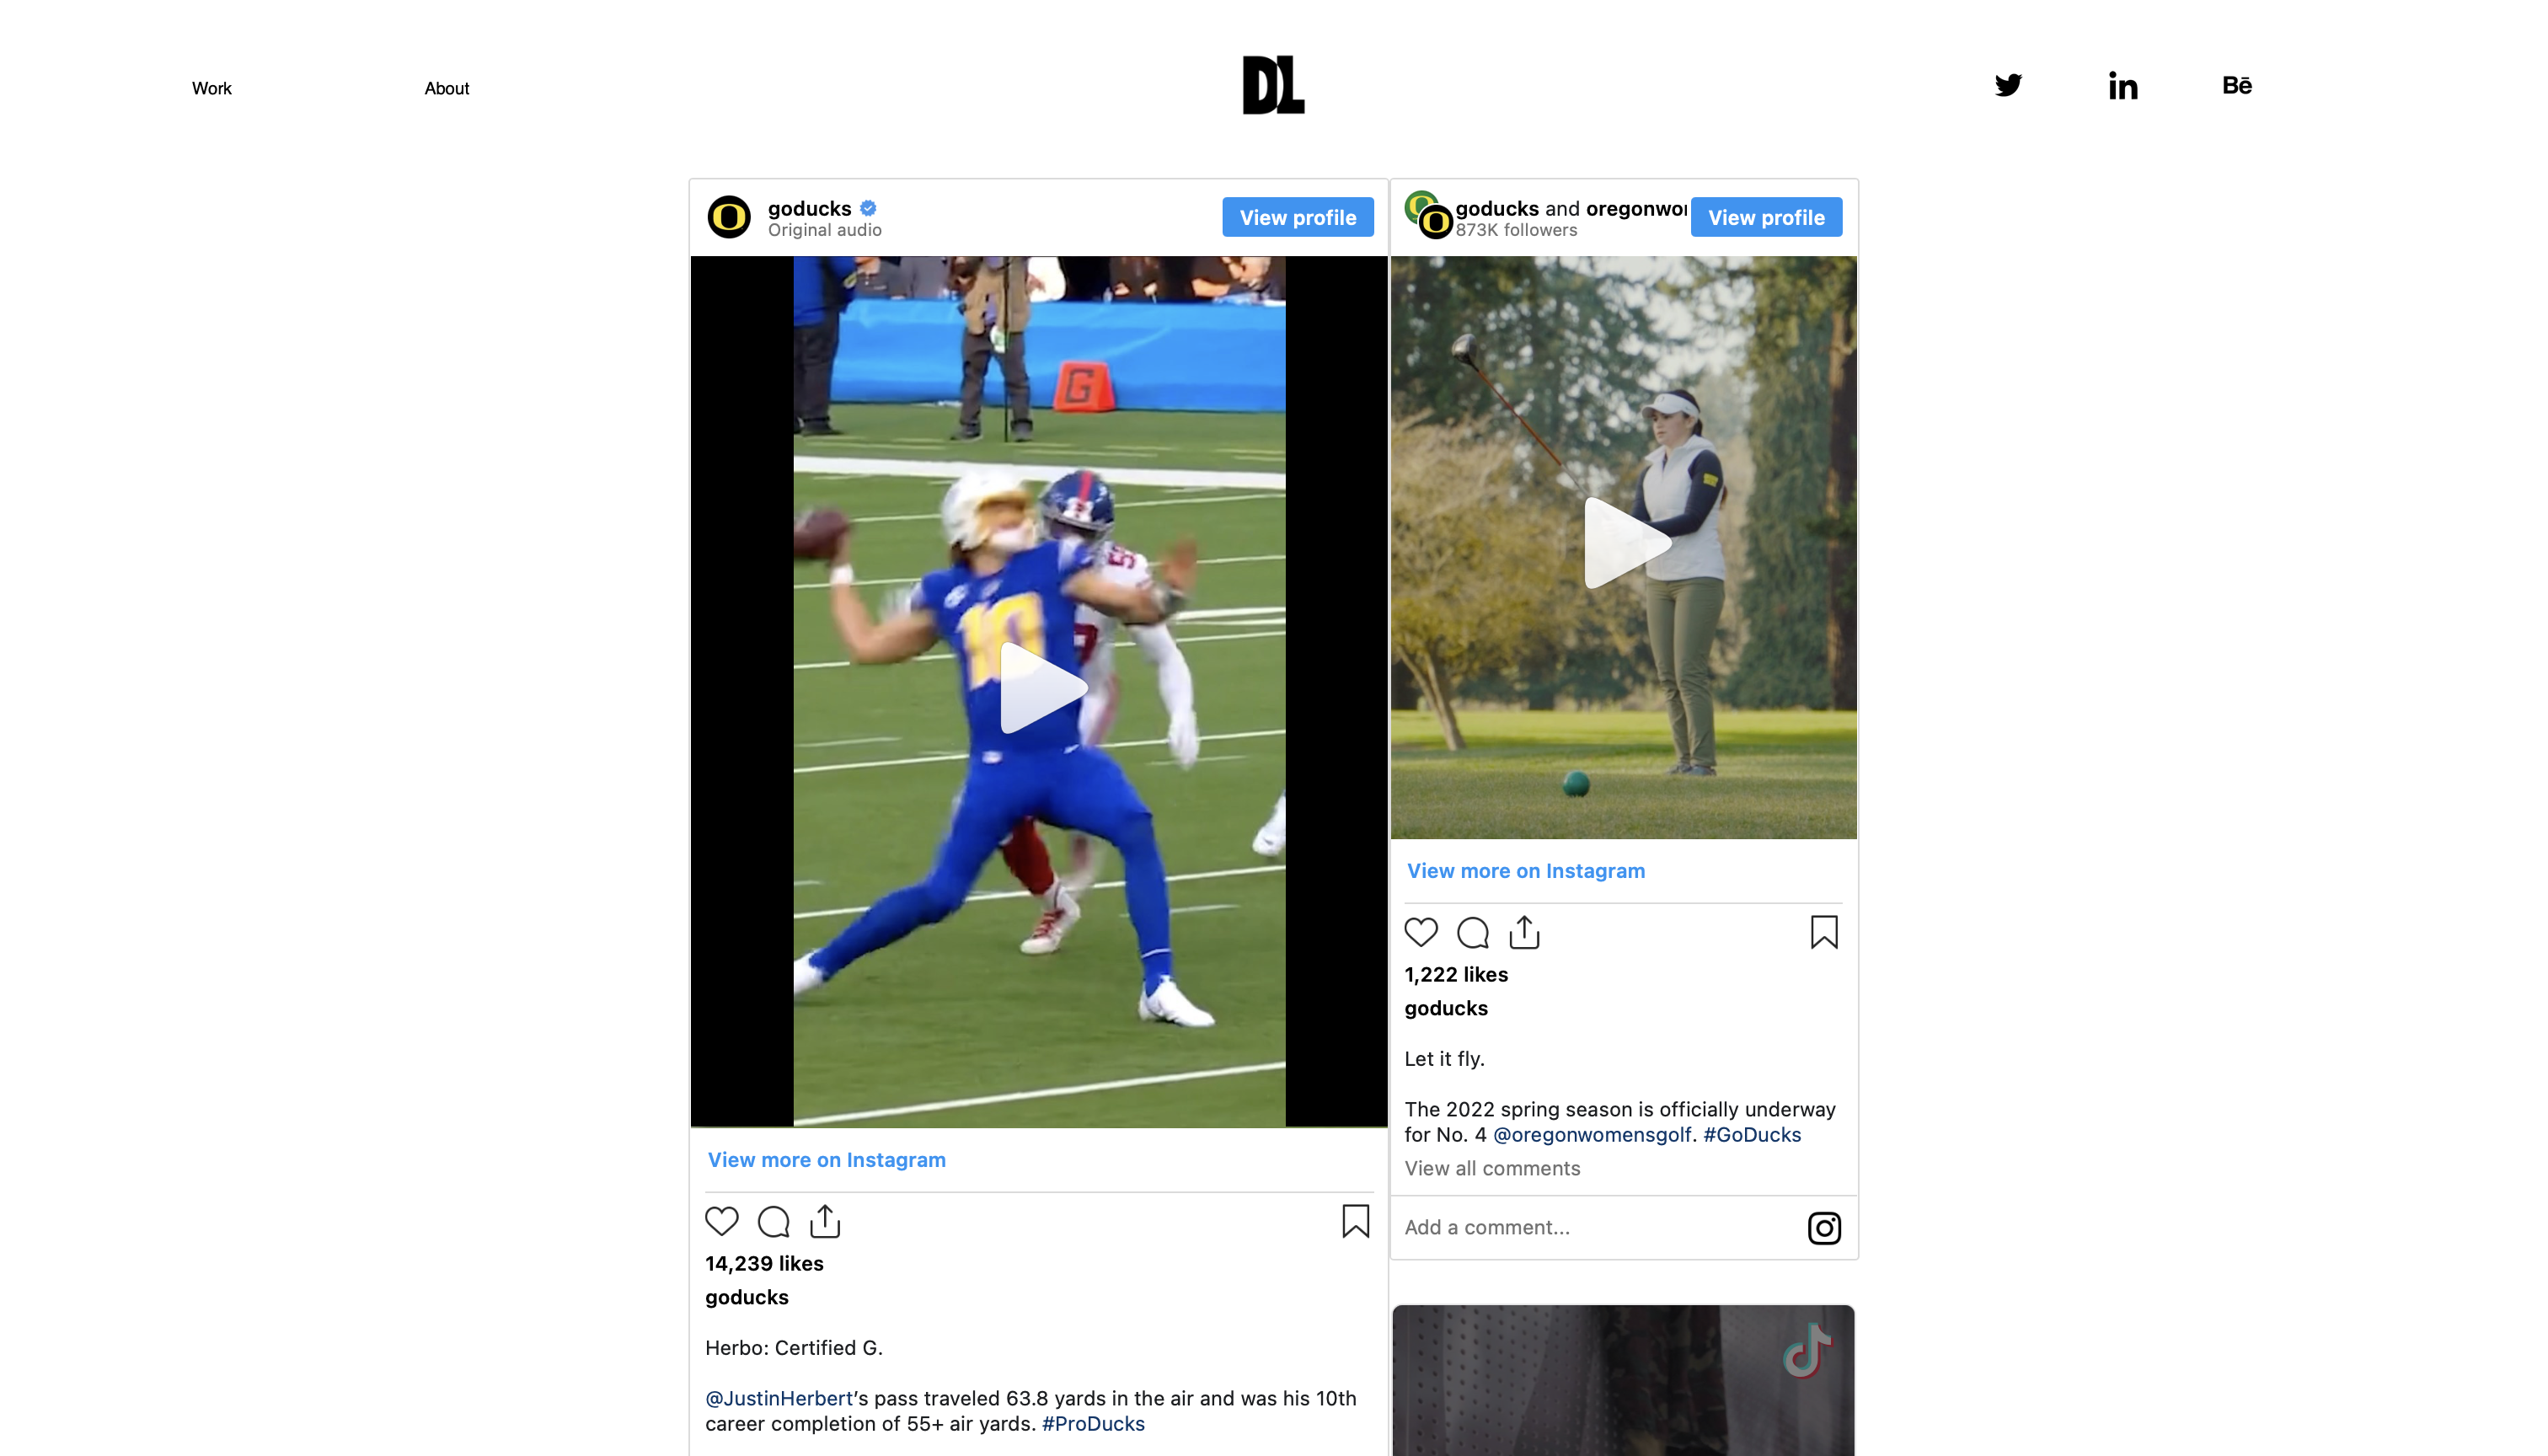 Work
About
DL
in
Bē
goducks
Original audio
View profile
G
10
View more on Instagram
14,239 likes
goducks
Herbo: Certified G.
@JustinHerbert’s pass traveled 63.8 yards in the air and was his 10th
career completion of 55+ air yards. #ProDucks
goducks and oregonwo
873K followers
View profile
View more on Instagram
1,222 likes
goducks
Let it fly.
The 2022 spring season is officially underway
for No. 4 @oregonwomensgolf. #GoDucks
View all comments
Add a comment...